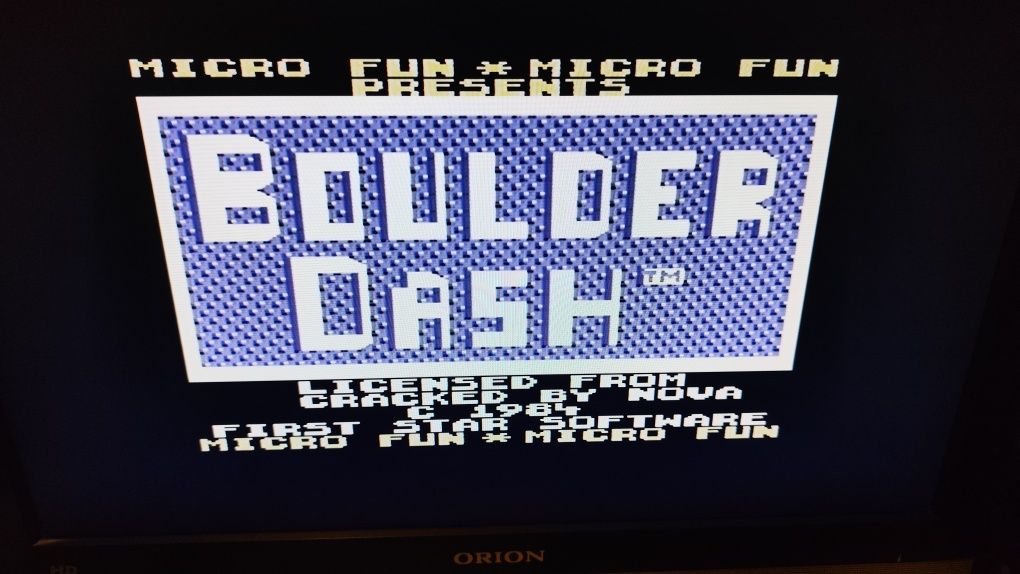 MICRO FUN * MICRO FUN
PRESENTS
BOULDER
DASH TM
LICENSED FROM
CRACKED BY NOVA
C 1984
FIRST STAR SOFTWARE
MICRO FUN * MICRO FUN
ORION
HD